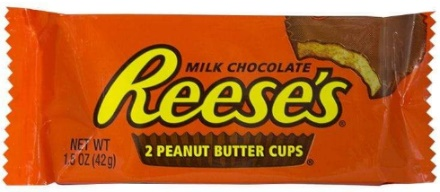 MILK CHOCOLATE
Reese's
2 PEANUT BUTTER CUPS
NET WT
1.5 OZ (42g)